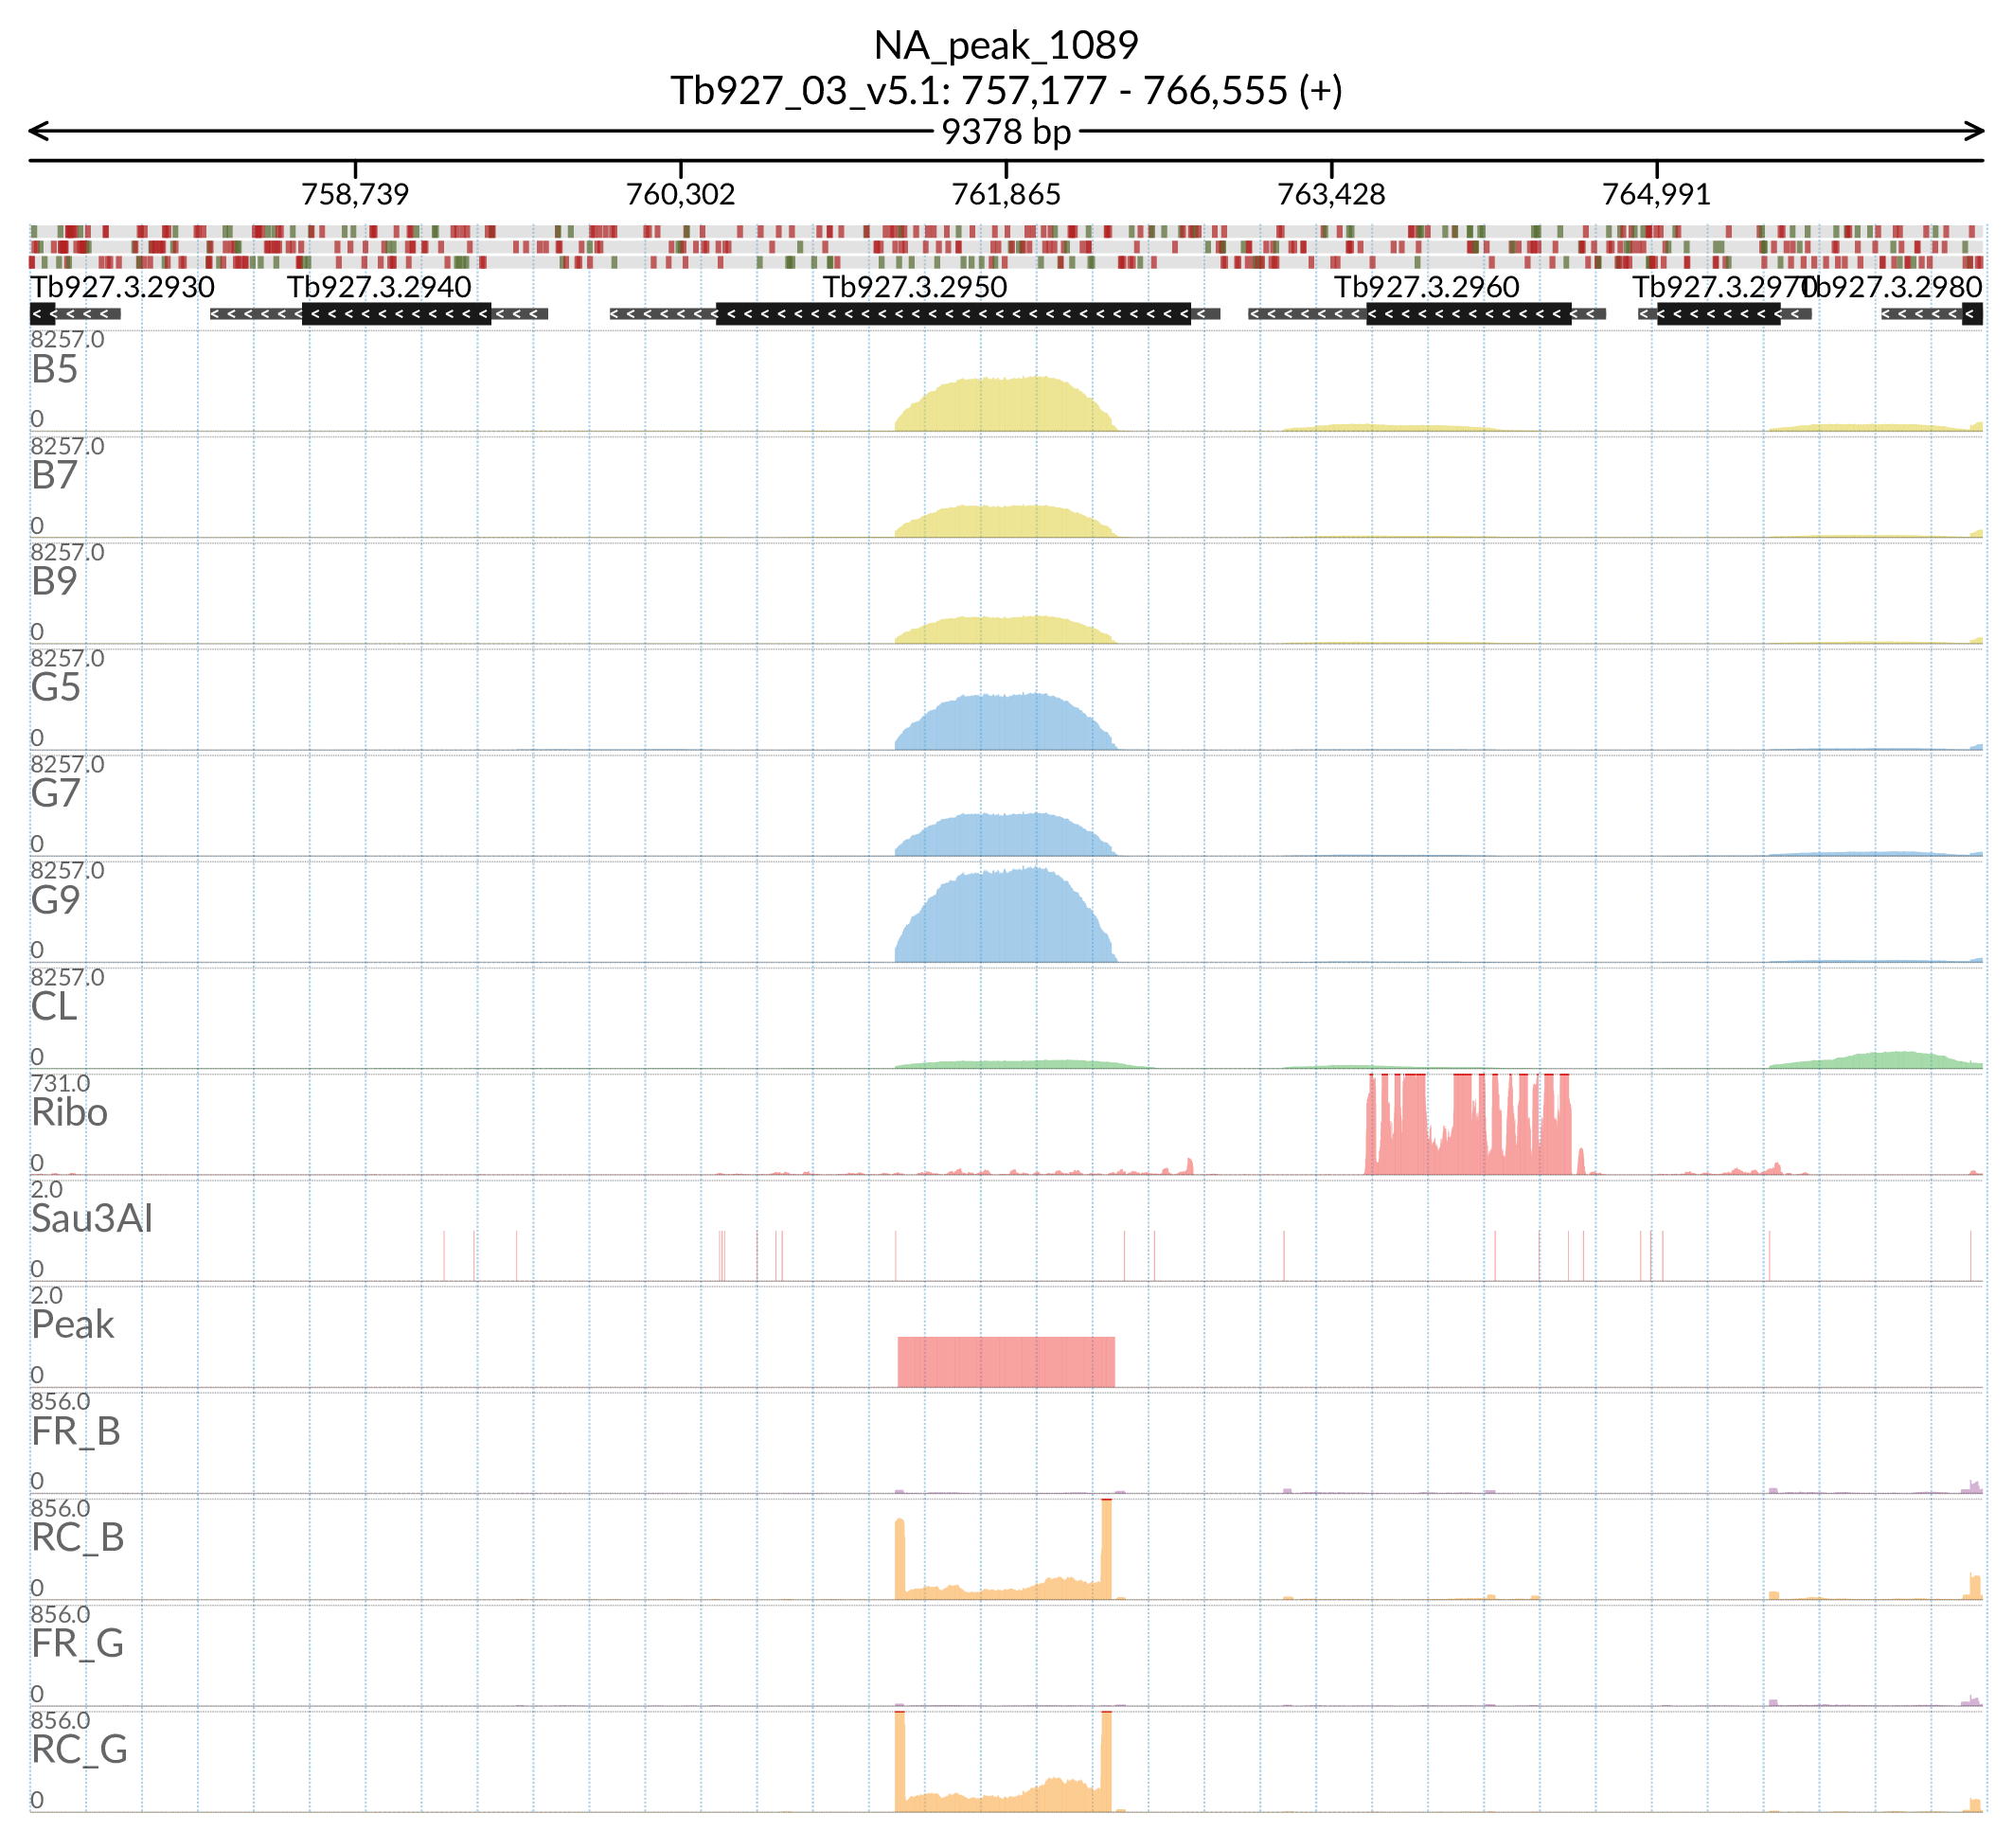 NA_peak_1089
Tb927_03_v5.1: 757,177 - 766,555 (+)
9378 bp
758,739 760,302 761,865 763,428 764,991
Tb927.3.2930 Tb927.3.2940 Tb927.3.2950 Tb927.3.2960 Tb927.3.2970 Tb927.3.2980
8257.0
B5
0
8257.0
B7
0
8257.0
B9
0
8257.0
G5
0
8257.0
G7
0
8257.0
G9
0
8257.0
CL
0
731.0
Ribo
0
2.0
Sau3AI
0
2.0
Peak
0
856.0
FR_B
0
856.0
RC_B
0
856.0
FR_G
0
856.0
RC_G
0